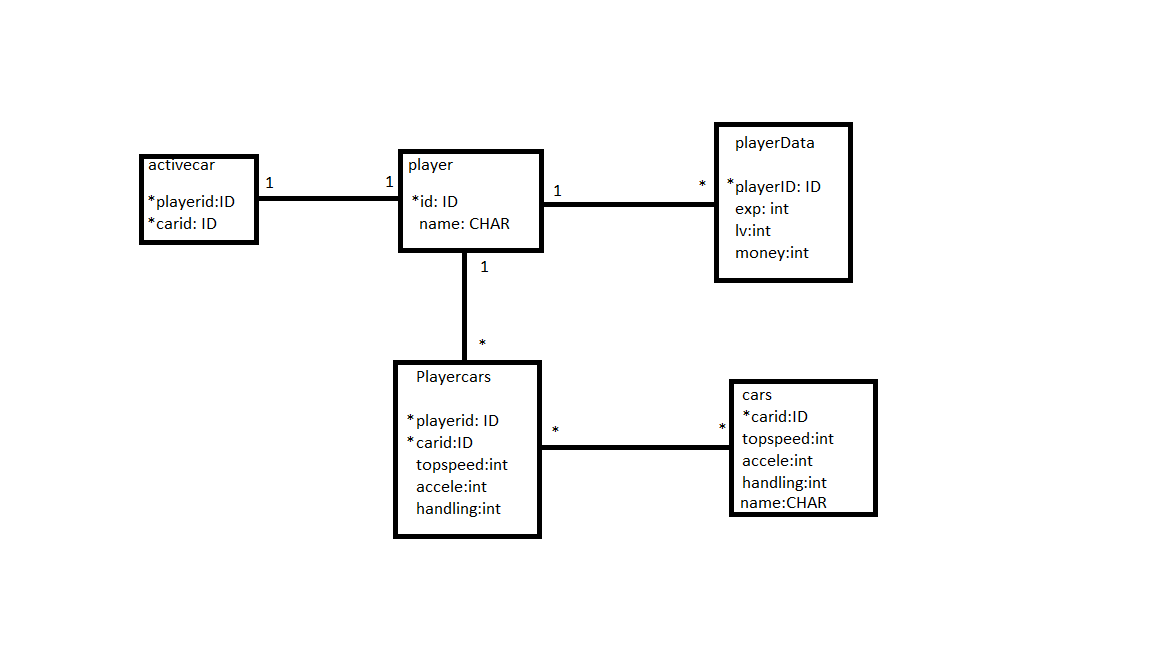 activecar
*playerid:ID
*carid: ID
1
1
player
*id: ID
name: CHAR
1
*
playerData
*playerID: ID
exp: int
lv:int
money:int
1
*
Playercars
*playerid: ID
*carid:ID
topspeed:int
accele:int
handling:int
*
*
cars
*carid:ID
topspeed:int
accele:int
handling:int
name:CHAR